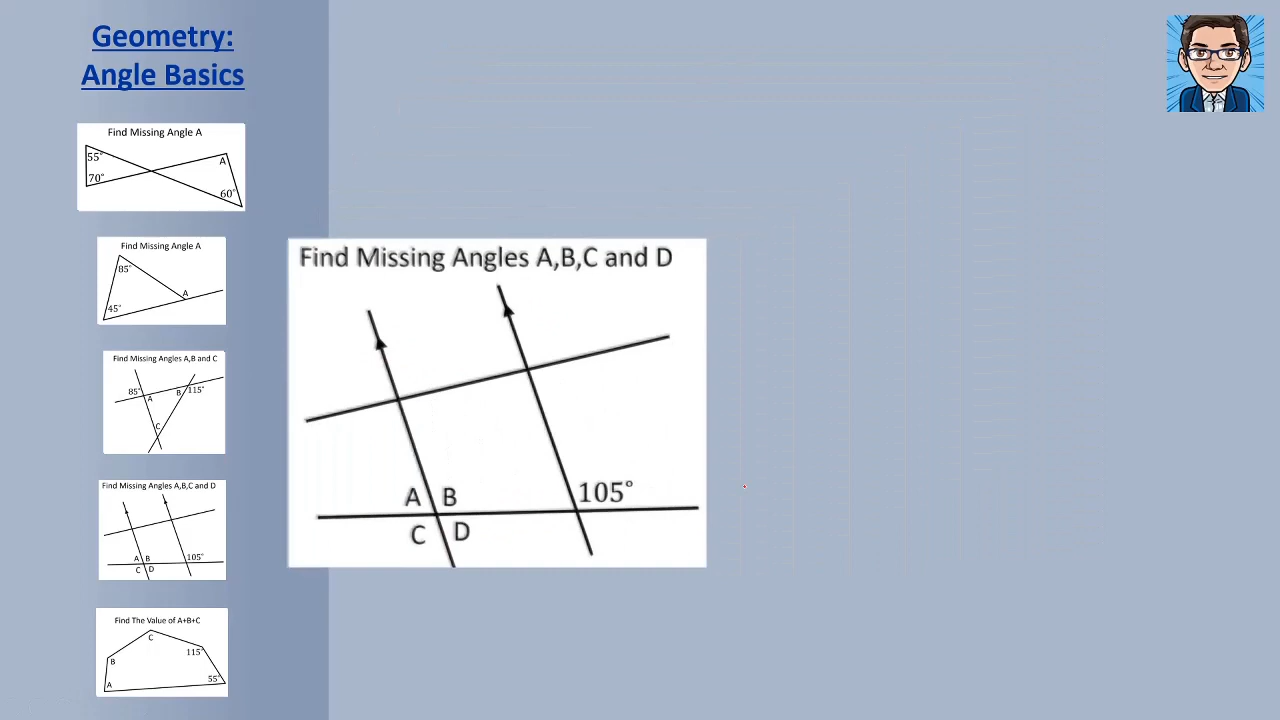 Geometry:
Angle Basics
Find Missing Angle A
55°
A
70°
60°
Find Missing Angle A
85°
A
45°
Find Missing Angles A,B and C
85°
A
B
115°
C
Find Missing Angles A,B,C and D
A B
105°
C D
Find The Value of A+B+C
C
115°
B
55°
A
Find Missing Angles A,B,C and D
A B
105°
C D